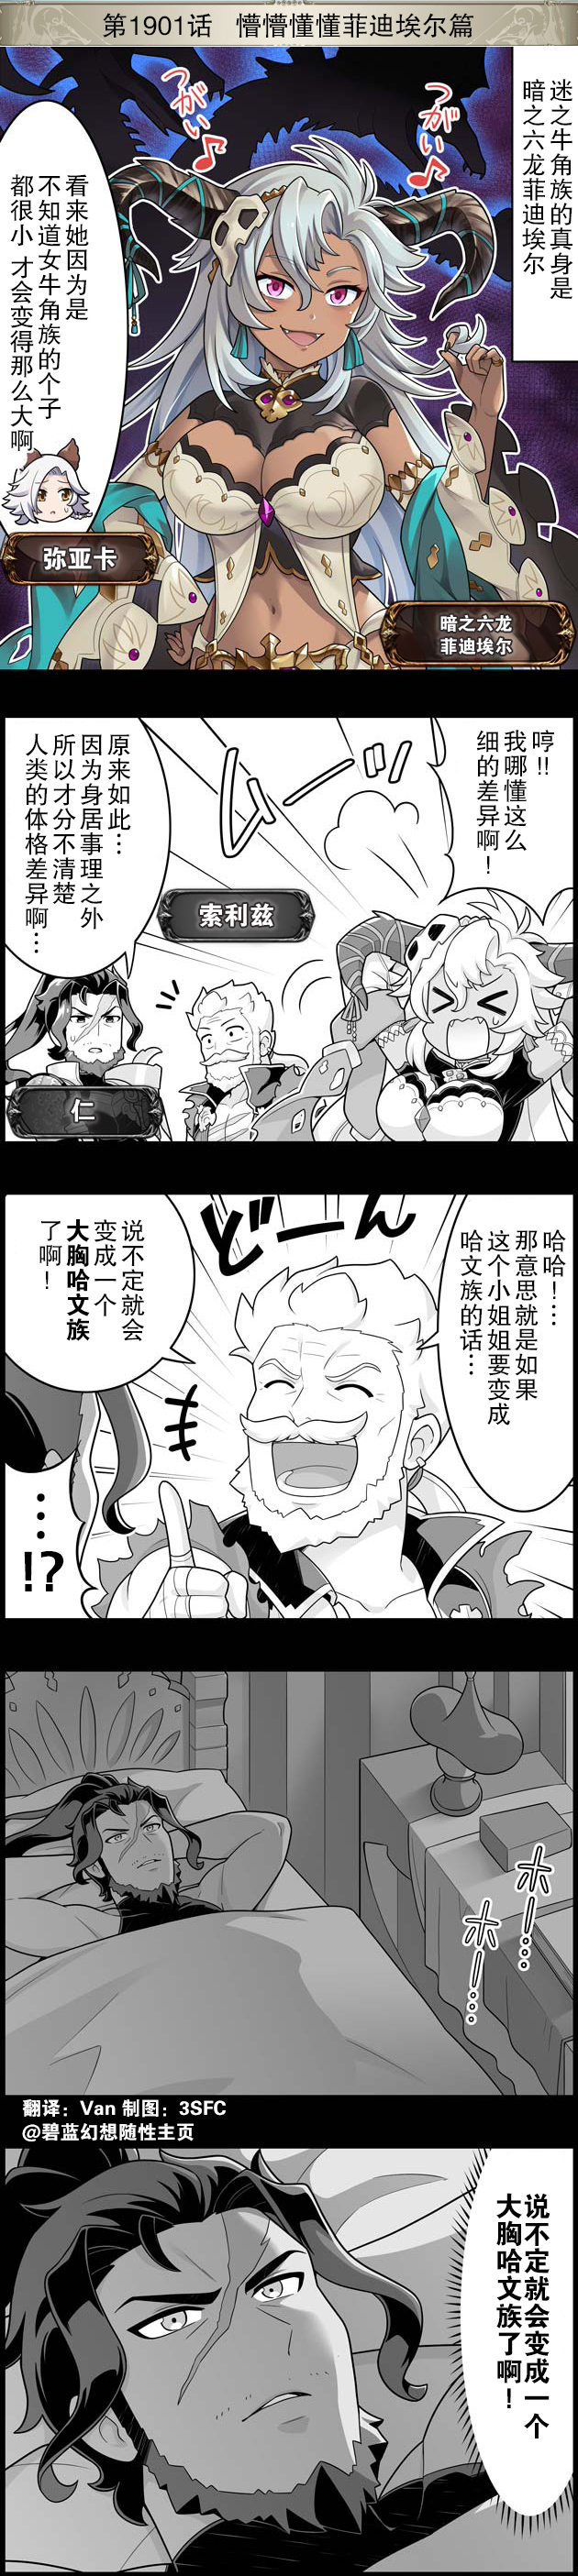 第1901话 懵懵懂懂菲迪埃尔篇
迷之牛角族的真身是
暗之六龙菲迪埃尔
つがい♪
つがい♪
看来她因为是
不知道女牛角族的个子
都很小 才会变得那么大啊
弥亚卡
暗之六龙
菲迪埃尔
哼!!
我哪懂这么
细的差异啊!
ムーッ
原来如此…
因为身居事理之外
所以才分不清楚
人类的体格差异啊…
索利兹
仁
哈哈!…
那意思就是如果
这个小姐姐要变成
哈文族的话…
どーん
说不定就会
变成一个
大胸哈文族
了啊!
…!?
ホー…
ホー…
翻译：Van 制图：3SFC
@碧蓝幻想随性主页
说不定就会变成一个
大胸哈文族了啊!